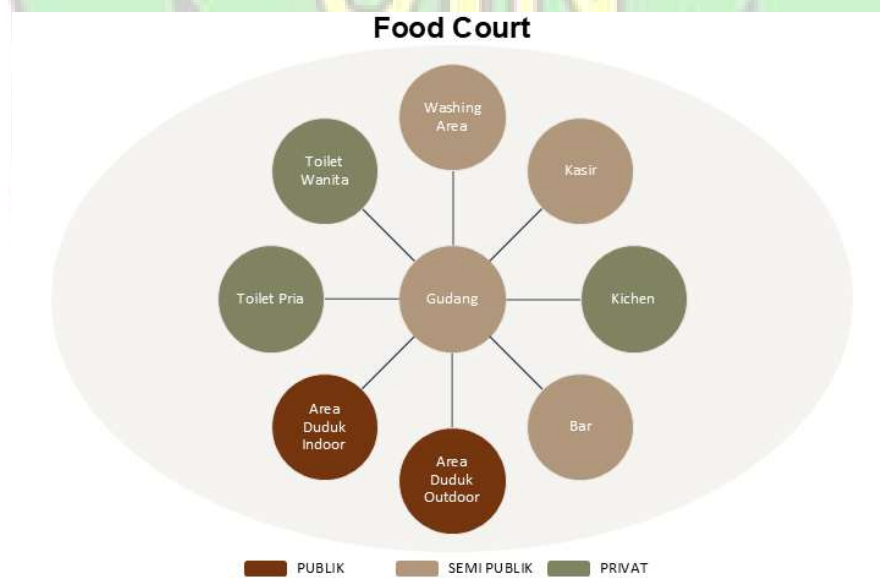 Food Court
Washing
Area
Toilet
Wanita
Kasir
Toilet Pria
Gudang
Kichen
Area
Duduk
Indoor
Bar
Area
Duduk
Outdoor
PUBLIK
SEMI PUBLIK
PRIVAT